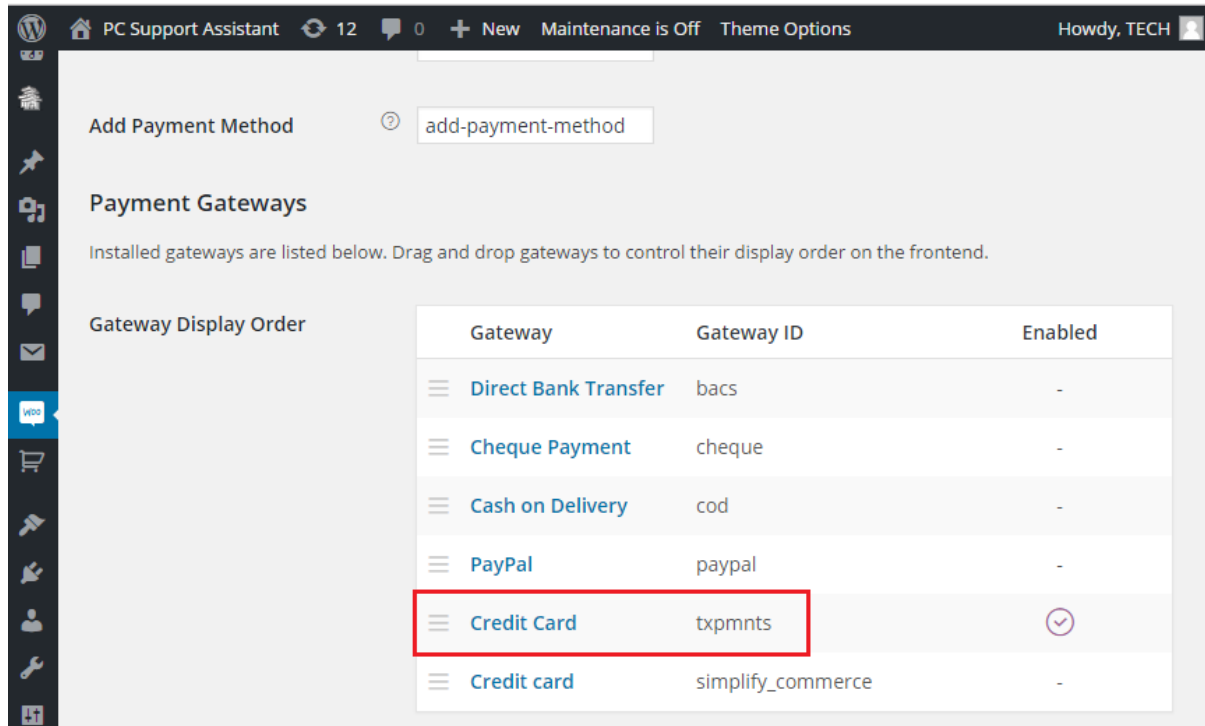 PC Support Assistant 12 0 + New Maintenance is Off Theme Options Howdy, TECH
Add Payment Method ? add-payment-method
Payment Gateways
Installed gateways are listed below. Drag and drop gateways to control their display order on the frontend.
Gateway Display Order
Gateway Gateway ID Enabled
Direct Bank Transfer bacs -
Cheque Payment cheque -
Cash on Delivery cod -
PayPal paypal -
Credit Card txpmnts
Credit card simplify_commerce -
Woo